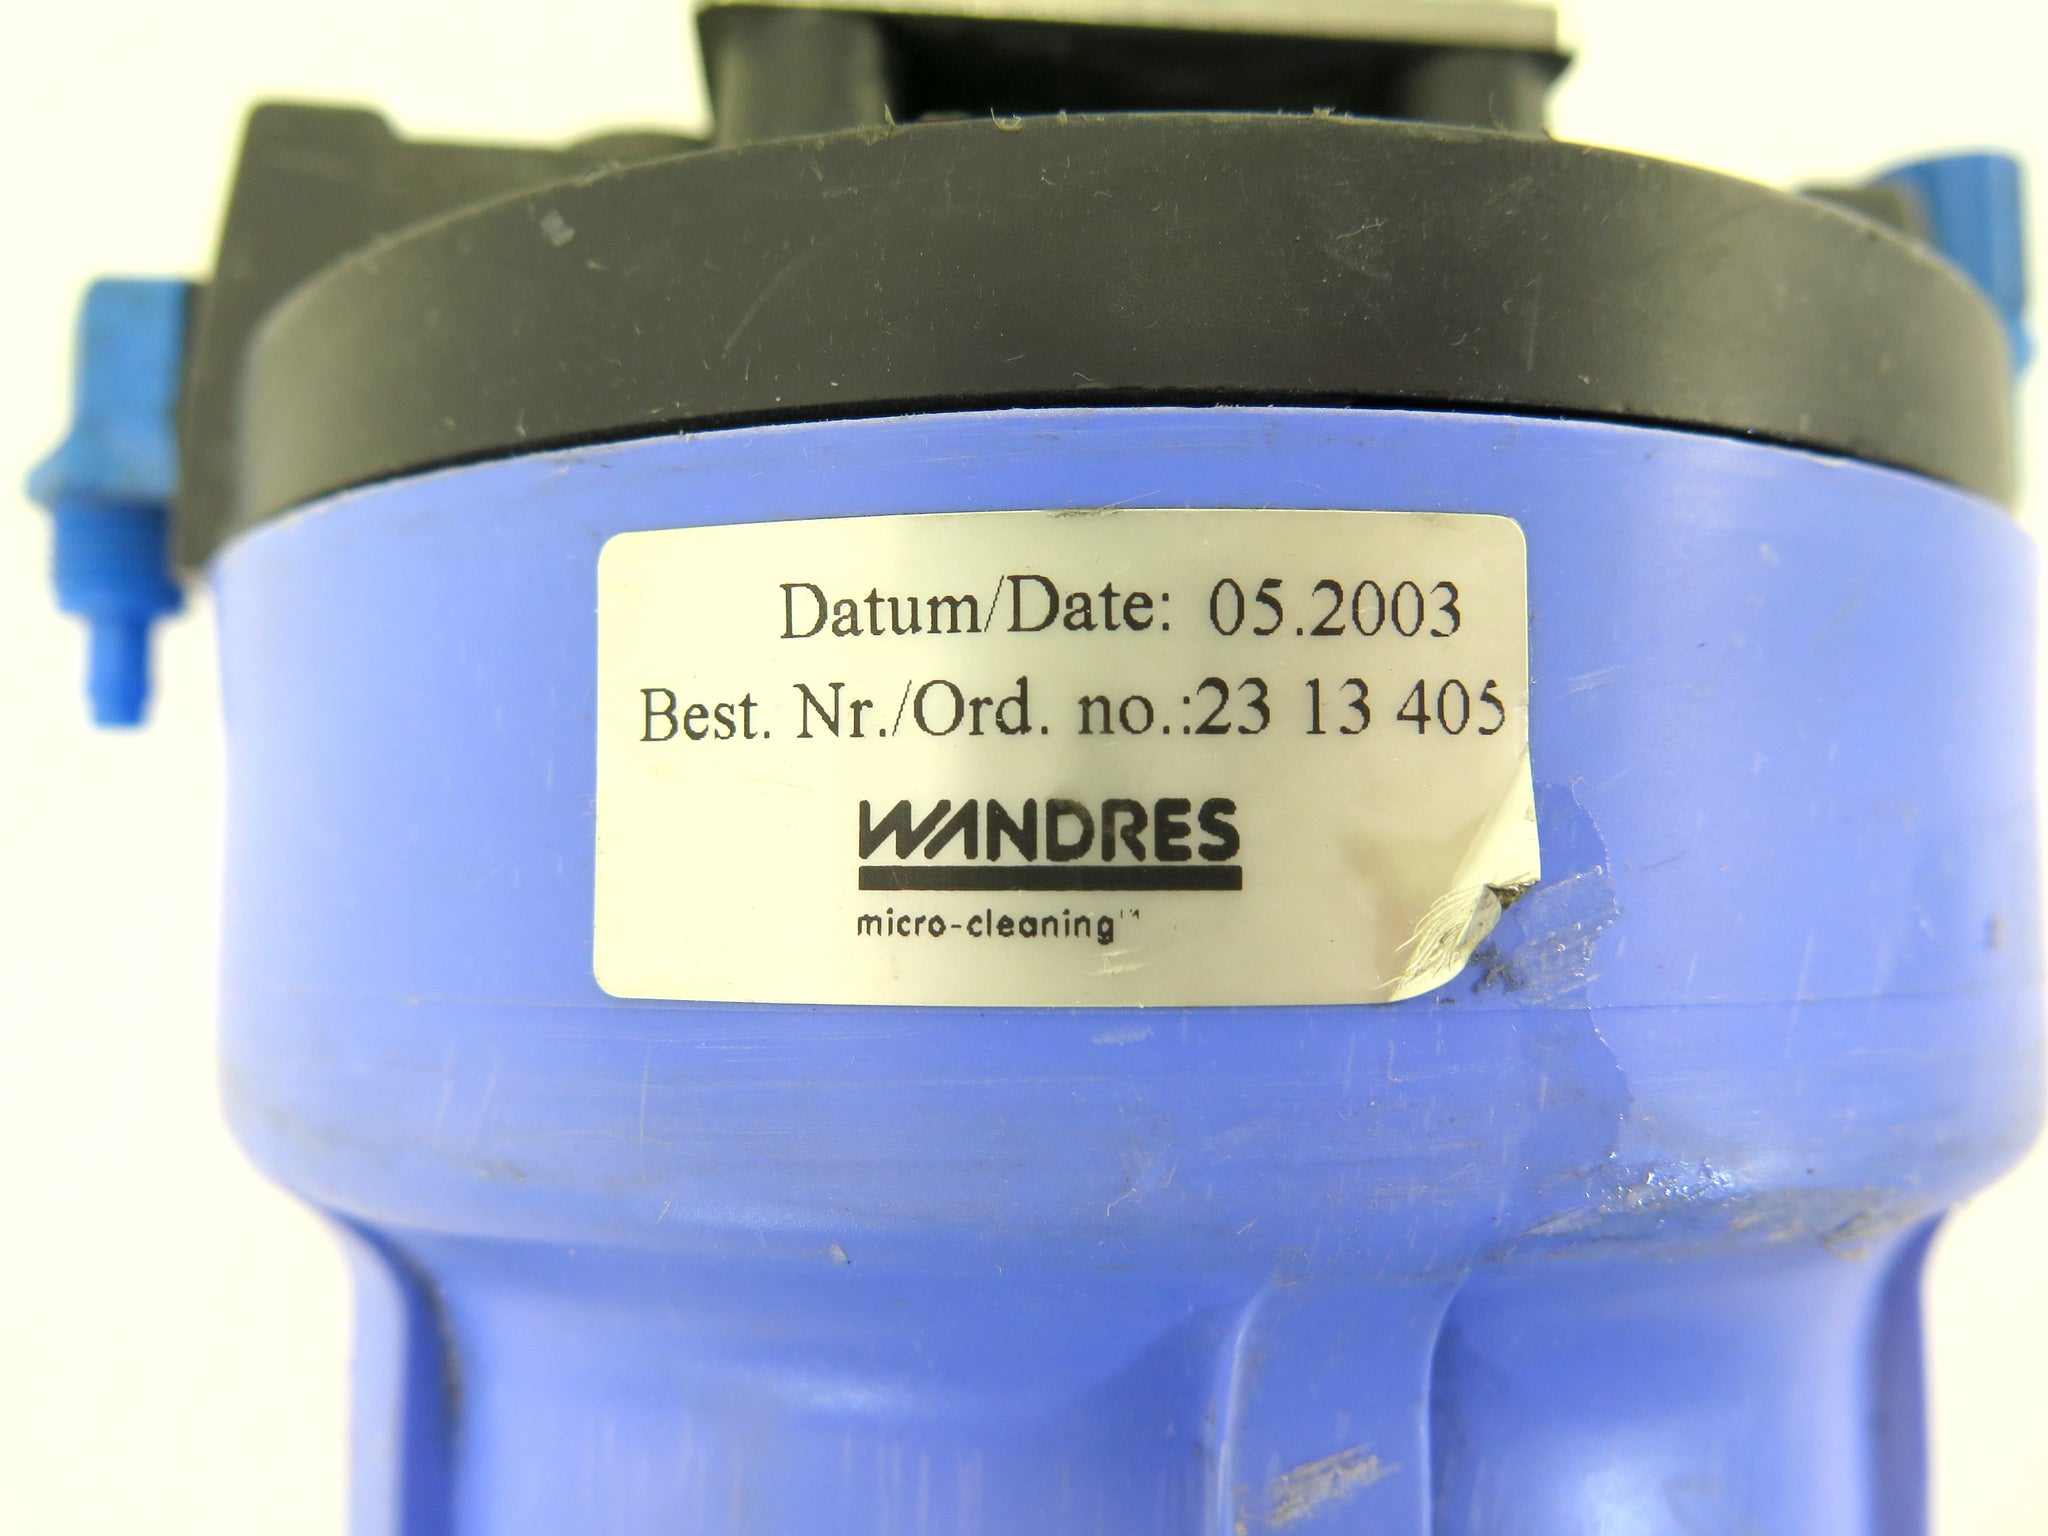 Datum/Date: 05.2003
Best. Nr./Ord. no.:23 13 405
WANDRES
micro-cleaning™